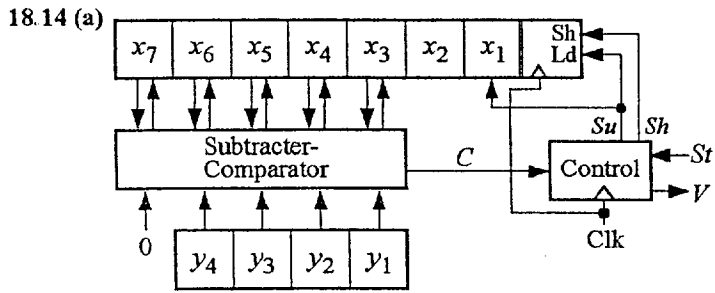 18.14 (a)
x7 x6 x5 x4 x3 x2 x1
Sh
Ld
Subtracter-
Comparator
C
Su Sh
Control
St
V
Clk
0
y4 y3 y2 y1